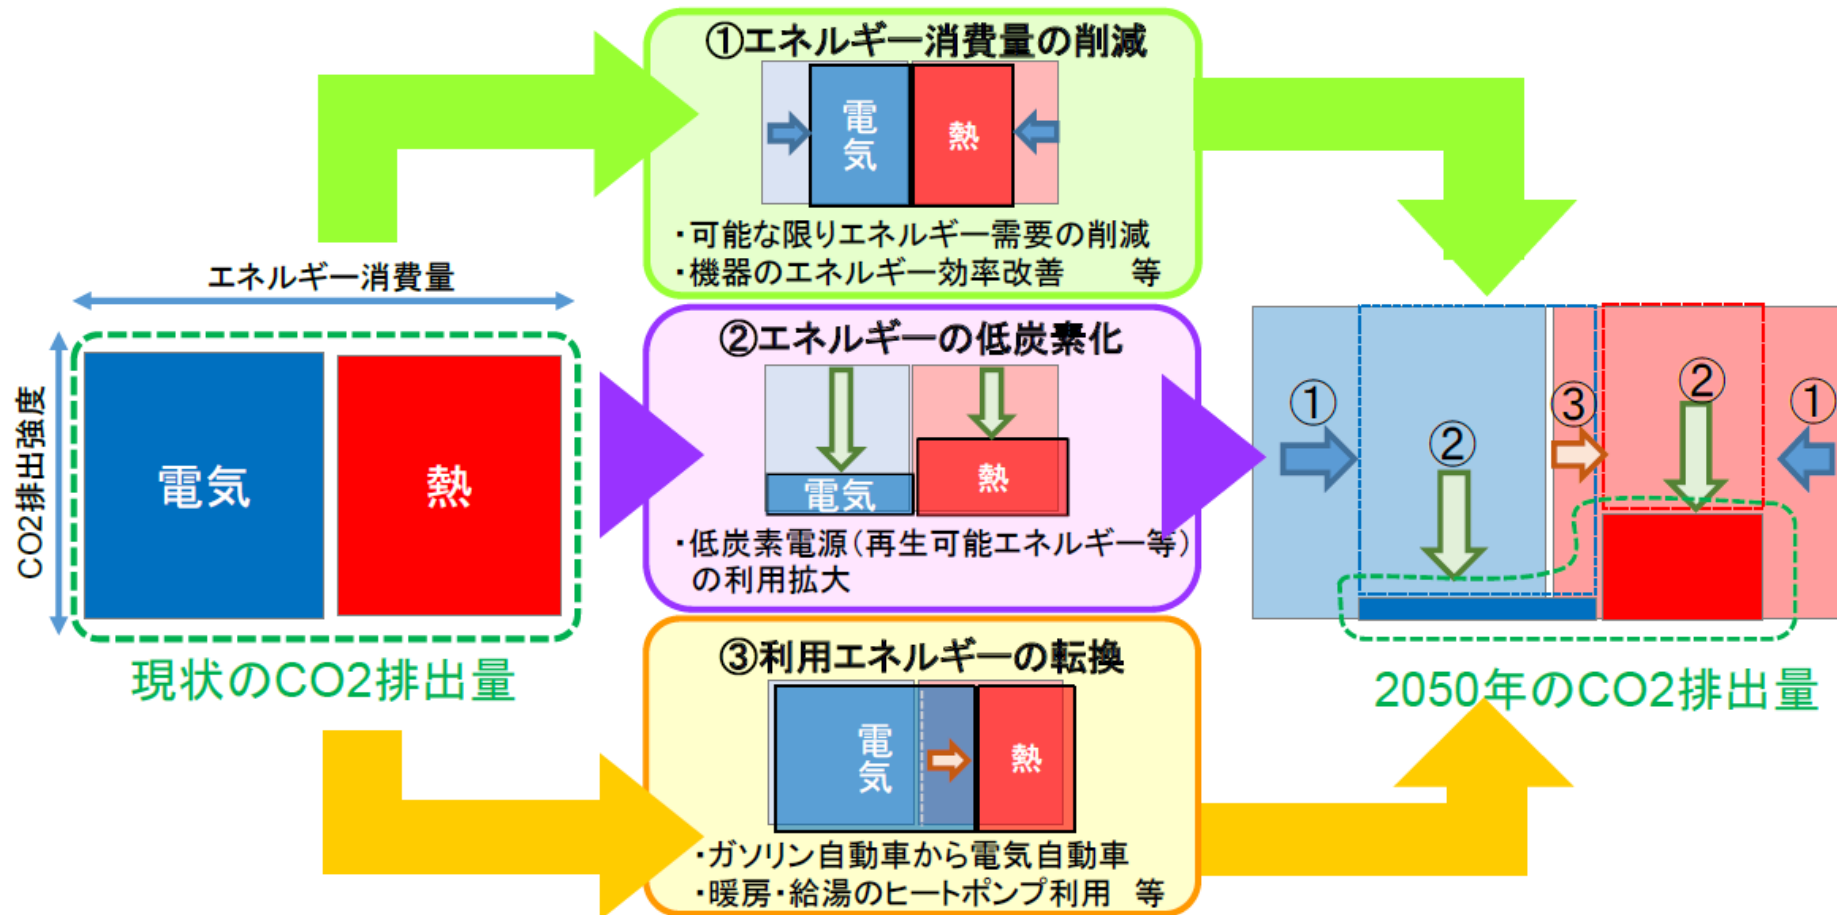 ①エネルギー消費量の削減
電気
熱
・可能な限りエネルギー需要の削減
・機器のエネルギー効率改善　等
エネルギー消費量
CO2排出強度
電気
熱
現状のCO2排出量
②エネルギーの低炭素化
電気
熱
・低炭素電源（再生可能エネルギー等）
の利用拡大
③利用エネルギーの転換
電気
熱
・ガソリン自動車から電気自動車
・暖房・給湯のヒートポンプ利用　等
①
②
③
②
①
2050年のCO2排出量